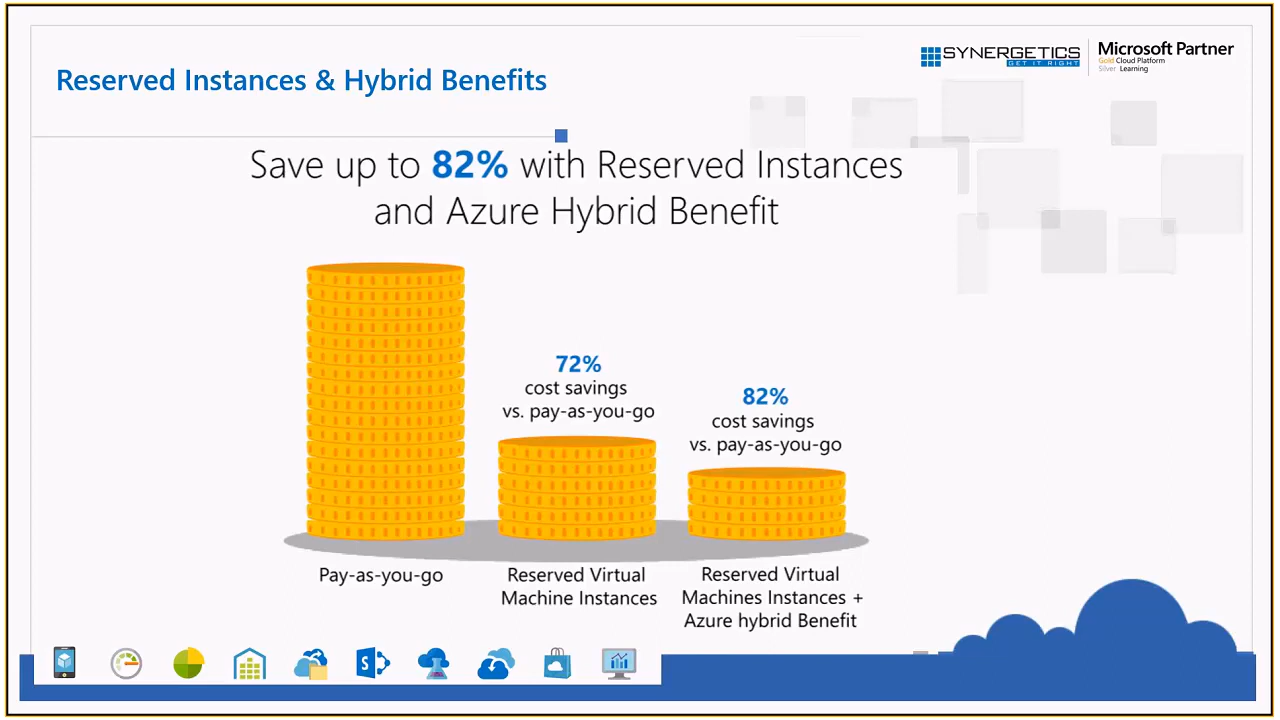 Reserved Instances & Hybrid Benefits
SYNERGETICS
GET IT RIGHT
Microsoft Partner
Gold Cloud Platform
Silver Learning
Save up to 82% with Reserved Instances
and Azure Hybrid Benefit
72%
cost savings
vs. pay-as-you-go
82%
cost savings
vs. pay-as-you-go
Pay-as-you-go
Reserved Virtual
Machine Instances
Reserved Virtual
Machines Instances +
Azure hybrid Benefit
S